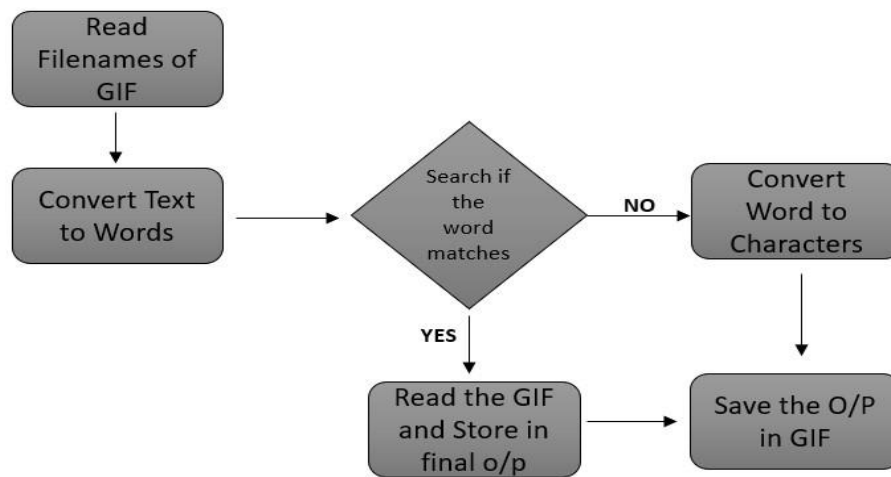 Read
Filenames of
GIF
Convert Text
to Words
Search if
the
word
matches
NO
Convert
Word to
Characters
YES
Read the GIF
and Store in
final o/p
Save the O/P
in GIF